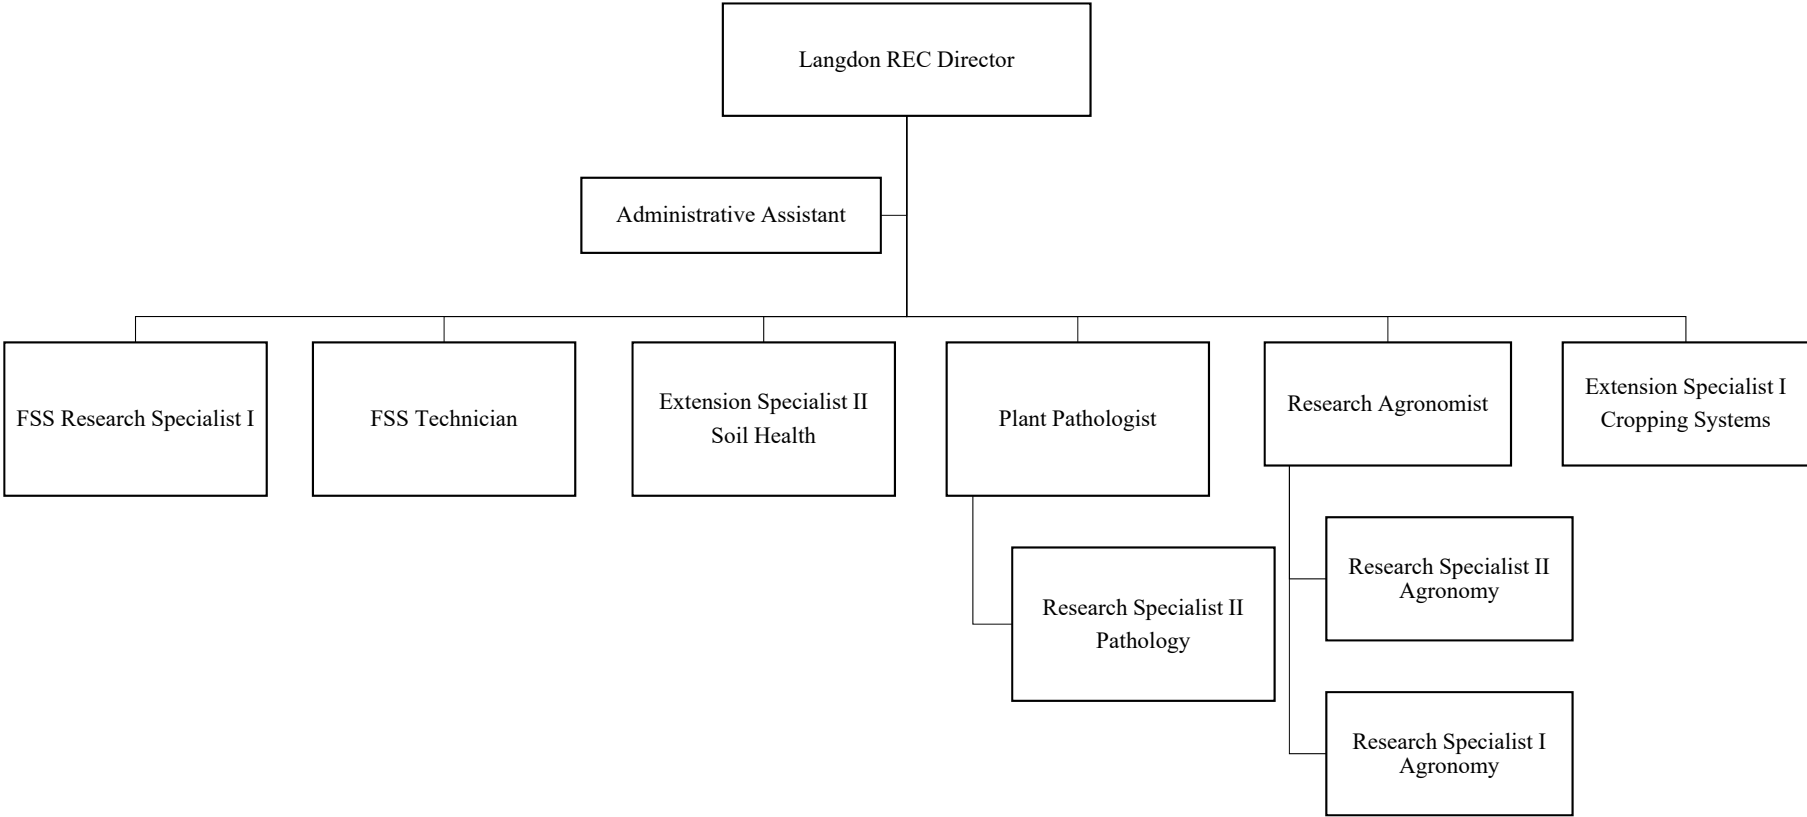 Langdon REC Director
Administrative Assistant
FSS Research Specialist I
FSS Technician
Extension Specialist II
Soil Health
Plant Pathologist
Research Agronomist
Extension Specialist I
Cropping Systems
Research Specialist II
Pathology
Research Specialist II
Agronomy
Research Specialist I
Agronomy